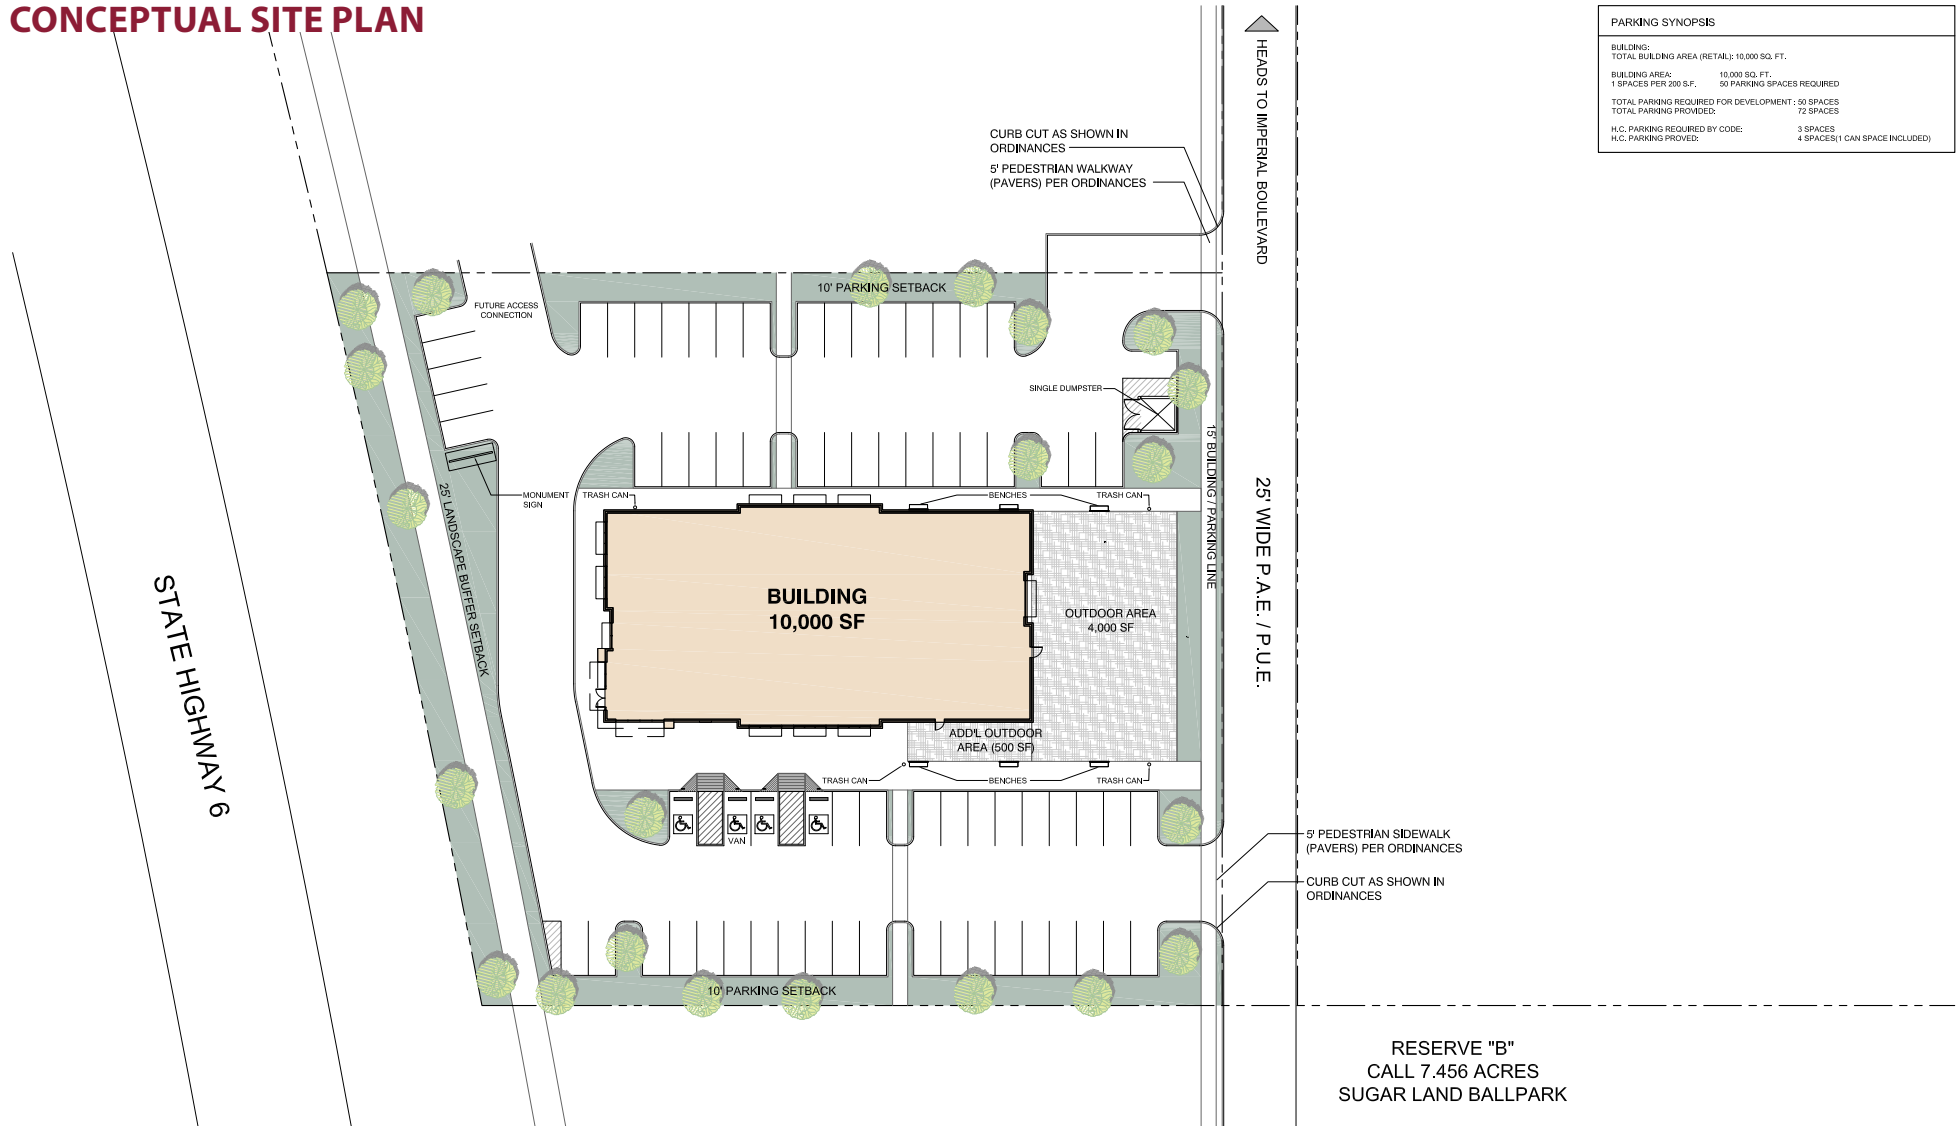 CONCEPTUAL SITE PLAN
HEADS TO IMPERIAL BOULEVARD
PARKING SYNOPSIS
BUILDING:
TOTAL BUILDING AREA (RETAIL): 10,000 SQ. FT.
BUILDING AREA: 10,000 SQ. FT.
1 SPACES PER 200 S.F. 50 PARKING SPACES REQUIRED
TOTAL PARKING REQUIRED FOR DEVELOPMENT : 50 SPACES
TOTAL PARKING PROVIDED: 72 SPACES
H.C. PARKING REQUIRED BY CODE: 3 SPACES
H.C. PARKING PROVED: 4 SPACES(1 CAN SPACE INCLUDED)
CURB CUT AS SHOWN IN
ORDINANCES
5' PEDESTRIAN WALKWAY
(PAVERS) PER ORDINANCES
10' PARKING SETBACK
FUTURE ACCESS
CONNECTION
SINGLE DUMPSTER
15' BUILDING / PARKING LINE
25' LANDSCAPE BUFFER SETBACK
MONUMENT
SIGN
TRASH CAN
BENCHES
TRASH CAN
25' WIDE P.A.E. / P.U.E.
STATE HIGHWAY 6
BUILDING
10,000 SF
OUTDOOR AREA
4,000 SF
ADD'L OUTDOOR
AREA (500 SF)
TRASH CAN
BENCHES
TRASH CAN
VAN
5' PEDESTRIAN SIDEWALK
(PAVERS) PER ORDINANCES
CURB CUT AS SHOWN IN
ORDINANCES
10' PARKING SETBACK
RESERVE "B"
CALL 7.456 ACRES
SUGAR LAND BALLPARK